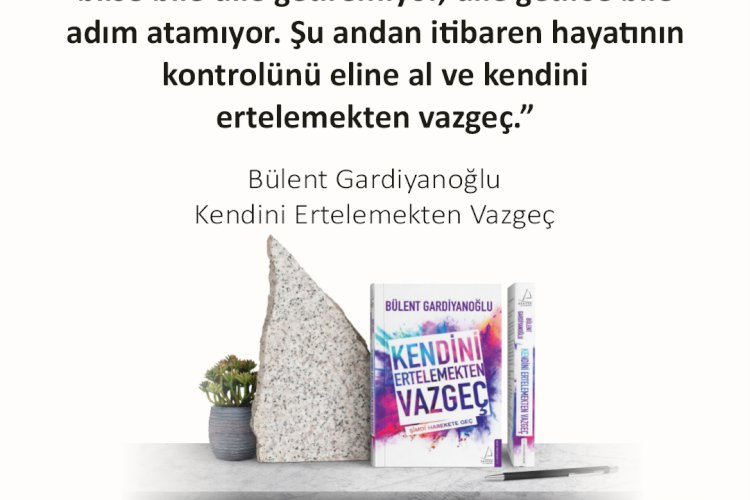 adım atamıyor. Şu andan itibaren hayatının
kontrolünü eline al ve kendini
ertelemekten vazgeç.”
Bülent Gardiyanoğlu
Kendini Ertelemekten Vazgeç
BÜLENT GARDİYANOĞLU
KENDİNİ
ERTELEMEKTEN
VAZGEÇ
ŞİMDİ HAREKETE GEÇ
BÜLENT
GARDİYANOĞLU
KENDİNİ ERTELEMEKTEN VAZGEÇ